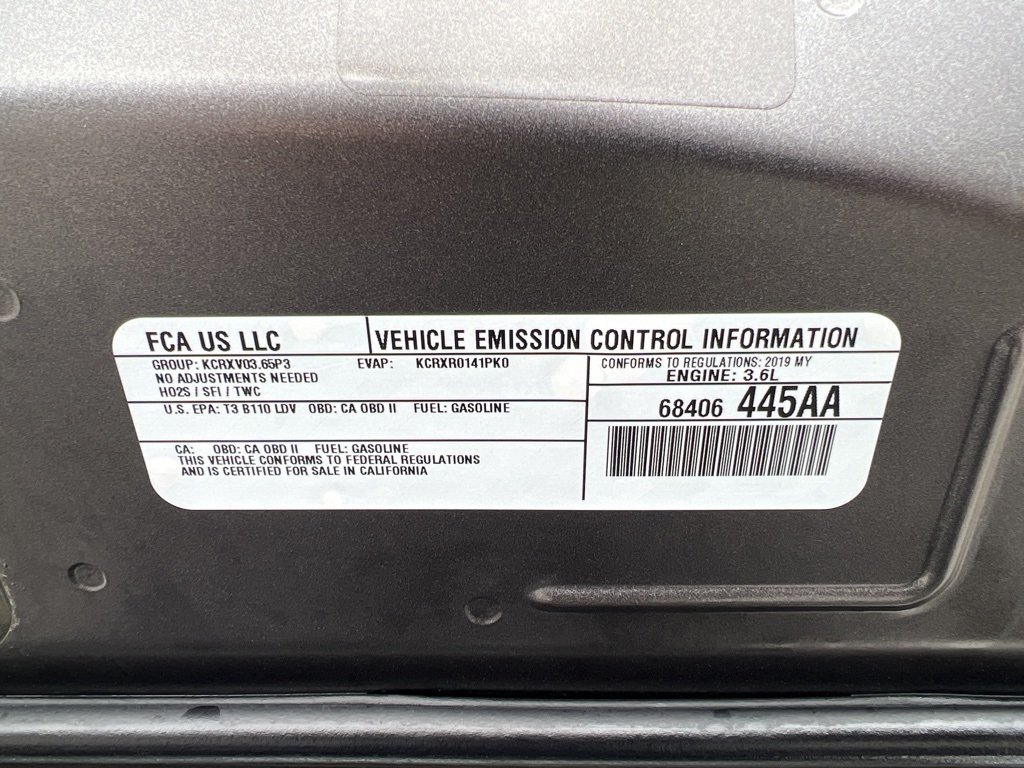 FCA US LLC
VEHICLE EMISSION CONTROL INFORMATION
GROUP: KCRXV03.65P3 EVAP: KCRXR0141PK0
NO ADJUSTMENTS NEEDED
HO2S / SFI / TWC
CONFORMS TO REGULATIONS: 2019 MY
ENGINE: 3.6L
U.S. EPA: T3 B110 LDV OBD: CA OBD II FUEL: GASOLINE
68406 445AA
CA: OBD: CA OBD II FUEL: GASOLINE
THIS VEHICLE CONFORMS TO FEDERAL REGULATIONS
AND IS CERTIFIED FOR SALE IN CALIFORNIA